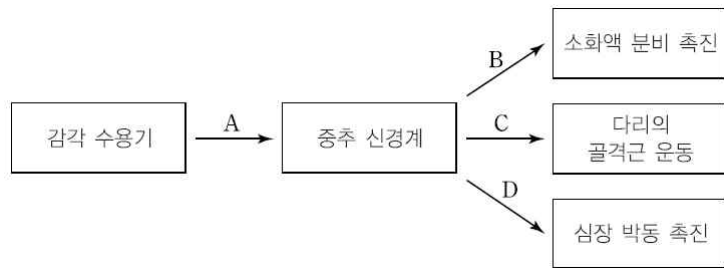 감각 수용기
A
중추 신경계
B
소화액 분비 촉진
C
다리의
골격근 운동
D
심장 박동 촉진